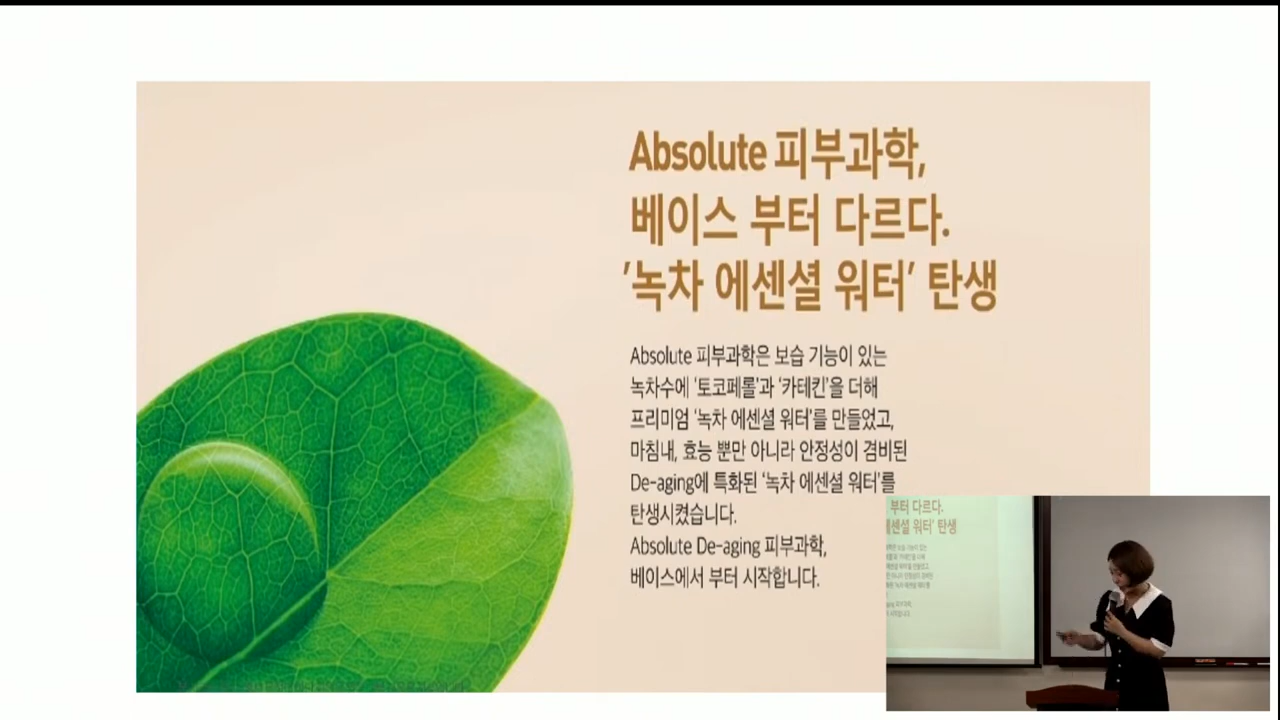 Absolute 피부과학,
베이스 부터 다르다.
'녹차 에센셜 워터' 탄생
Absolute 피부과학은 보습 기능이 있는
녹차수에 '토코페롤'과 '카테킨'을 더해
프리미엄 '녹차 에센셜 워터'를 만들었고,
마침내, 효능 뿐만 아니라 안정성이 겸비된
De-aging에 특화된 '녹차 에센셜 워터'를
탄생시켰습니다.
Absolute De-aging 피부과학,
베이스에서 부터 시작합니다.
부터 다르다.
워터' 탄생